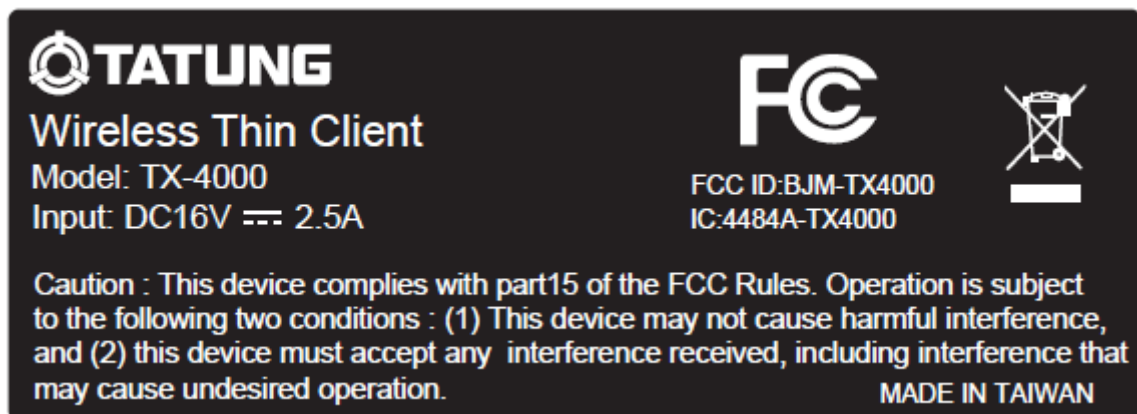 TATUNG
Wireless Thin Client
Model: TX-4000
Input: DC16V ⎓ 2.5A
FC
FCC ID:BJM-TX4000
IC:4484A-TX4000
Caution : This device complies with part15 of the FCC Rules. Operation is subject
to the following two conditions : (1) This device may not cause harmful interference,
and (2) this device must accept any  interference received, including interference that
may cause undesired operation.
MADE IN TAIWAN